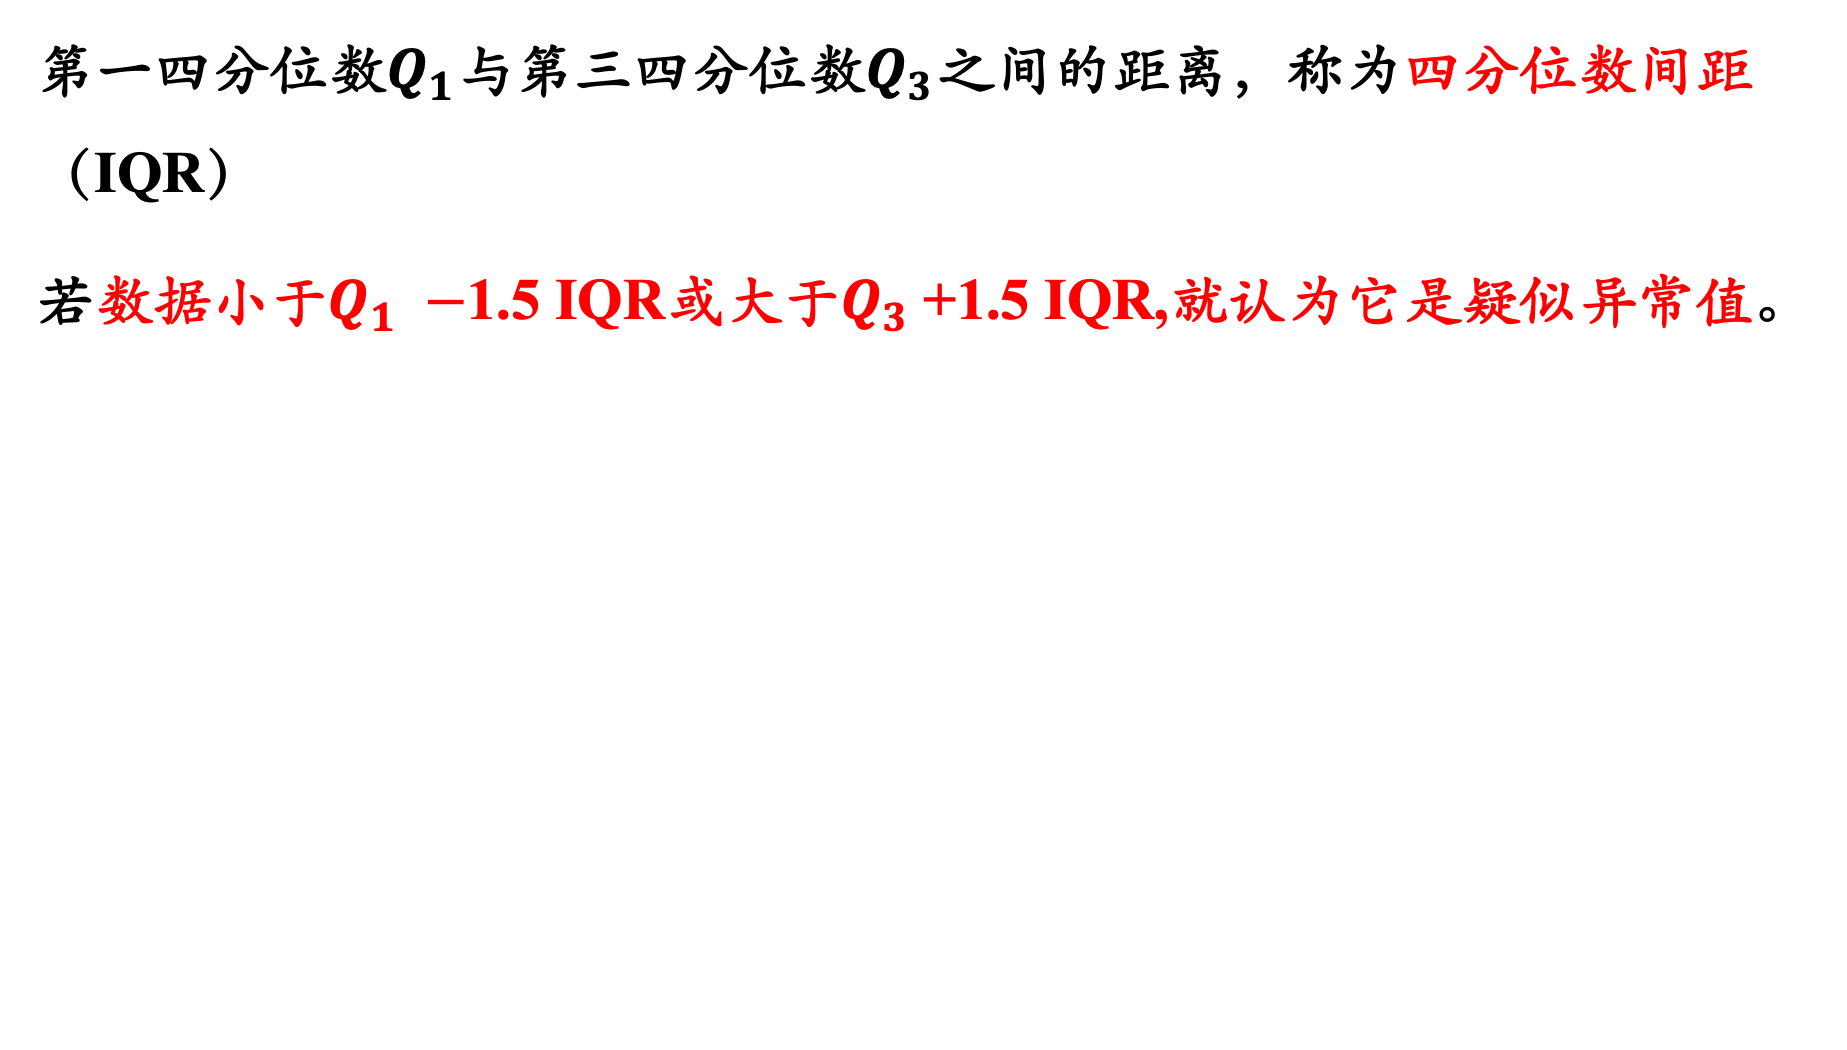 第一四分位数Q₁与第三四分位数Q₃之间的距离，称为四分位数间距
（IQR）
若数据小于Q₁ −1.5 IQR或大于Q₃ +1.5 IQR,就认为它是疑似异常值。